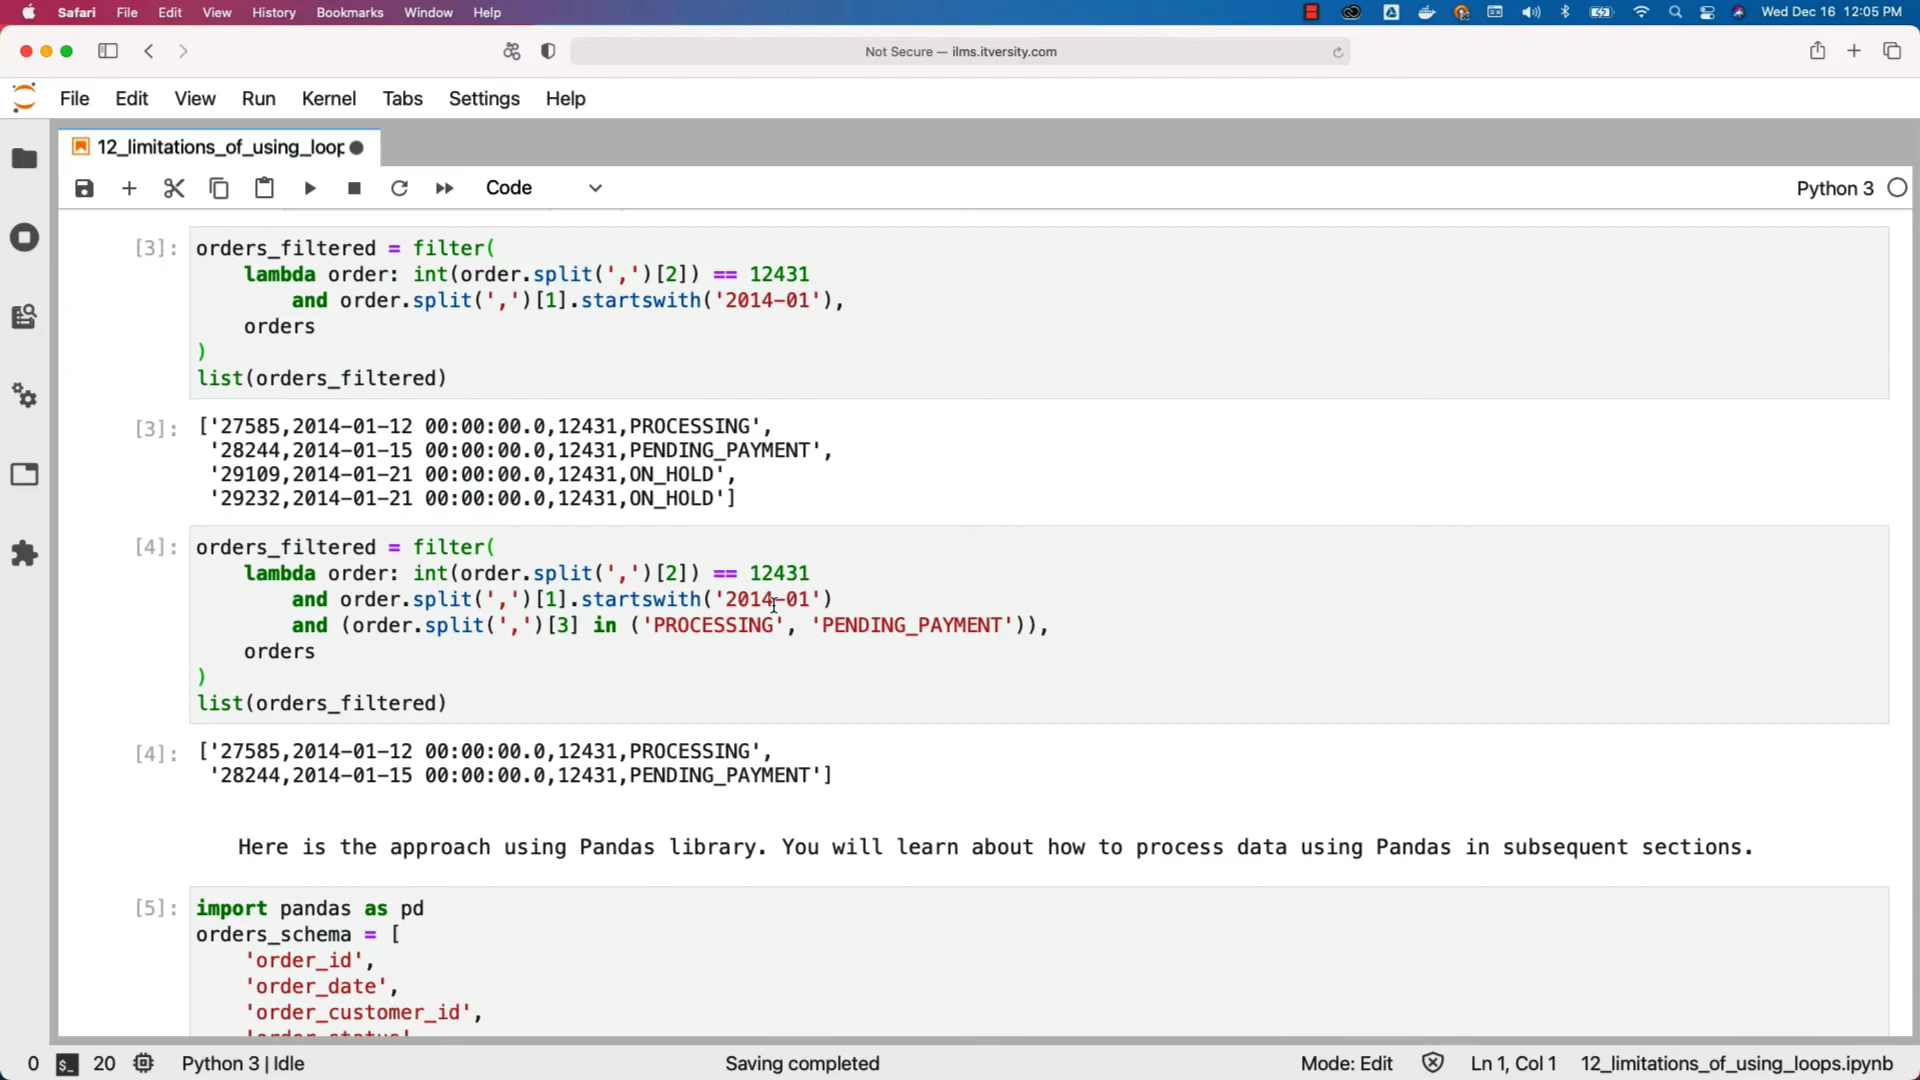 Safari File Edit View History Bookmarks Window Help Wed Dec 16 12:05 PM
Not Secure — ilms.itversity.com
File Edit View Run Kernel Tabs Settings Help
12_limitations_of_using_loop
Code Python 3
[3]: orders_filtered = filter(
lambda order: int(order.split(',')[2]) == 12431
and order.split(',')[1].startswith('2014-01'),
orders
)
list(orders_filtered)
[3]: ['27585,2014-01-12 00:00:00.0,12431,PROCESSING',
'28244,2014-01-15 00:00:00.0,12431,PENDING_PAYMENT',
'29109,2014-01-21 00:00:00.0,12431,ON_HOLD',
'29232,2014-01-21 00:00:00.0,12431,ON_HOLD']
[4]: orders_filtered = filter(
lambda order: int(order.split(',')[2]) == 12431
and order.split(',')[1].startswith('2014-01')
and (order.split(',')[3] in ('PROCESSING', 'PENDING_PAYMENT')),
orders
)
list(orders_filtered)
[4]: ['27585,2014-01-12 00:00:00.0,12431,PROCESSING',
'28244,2014-01-15 00:00:00.0,12431,PENDING_PAYMENT']
Here is the approach using Pandas library. You will learn about how to process data using Pandas in subsequent sections.
[5]: import pandas as pd
orders_schema = [
'order_id',
'order_date',
'order_customer_id',
0 $_ 20 Python 3 | Idle Saving completed Mode: Edit Ln 1, Col 1 12_limitations_of_using_loops.ipynb